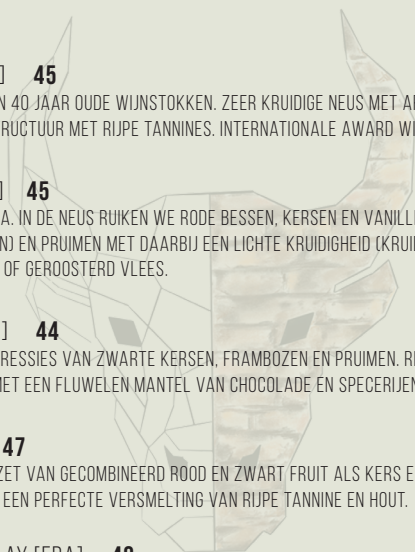 ] 45
N 40 JAAR OUDE WIJNSTOKKEN. ZEER KRUIDIGE NEUS MET
RUCTUUR MET RIJPE TANNINES. INTERNATIONALE AWARD
] 45
A. IN DE NEUS RUIKEN WE RODE BESSEN, KERSEN EN VANILL
N) EN PRUIMEN MET DAARBIJ EEN LICHTE KRUIDIGHEID (KRUI
OF GEROOSTERD VLEES.
] 44
RESSIES VAN ZWARTE KERSEN, FRAMBOZEN EN PRUIMEN.
MET EEN FLUWELEN MANTEL VAN CHOCOLADE EN SPECERIJEN
47
ZET VAN GECOMBINEERD ROOD EN ZWART FRUIT ALS KERS E
EEN PERFECTE VERSMELTING VAN RIJPE TANNINE EN HOUT.